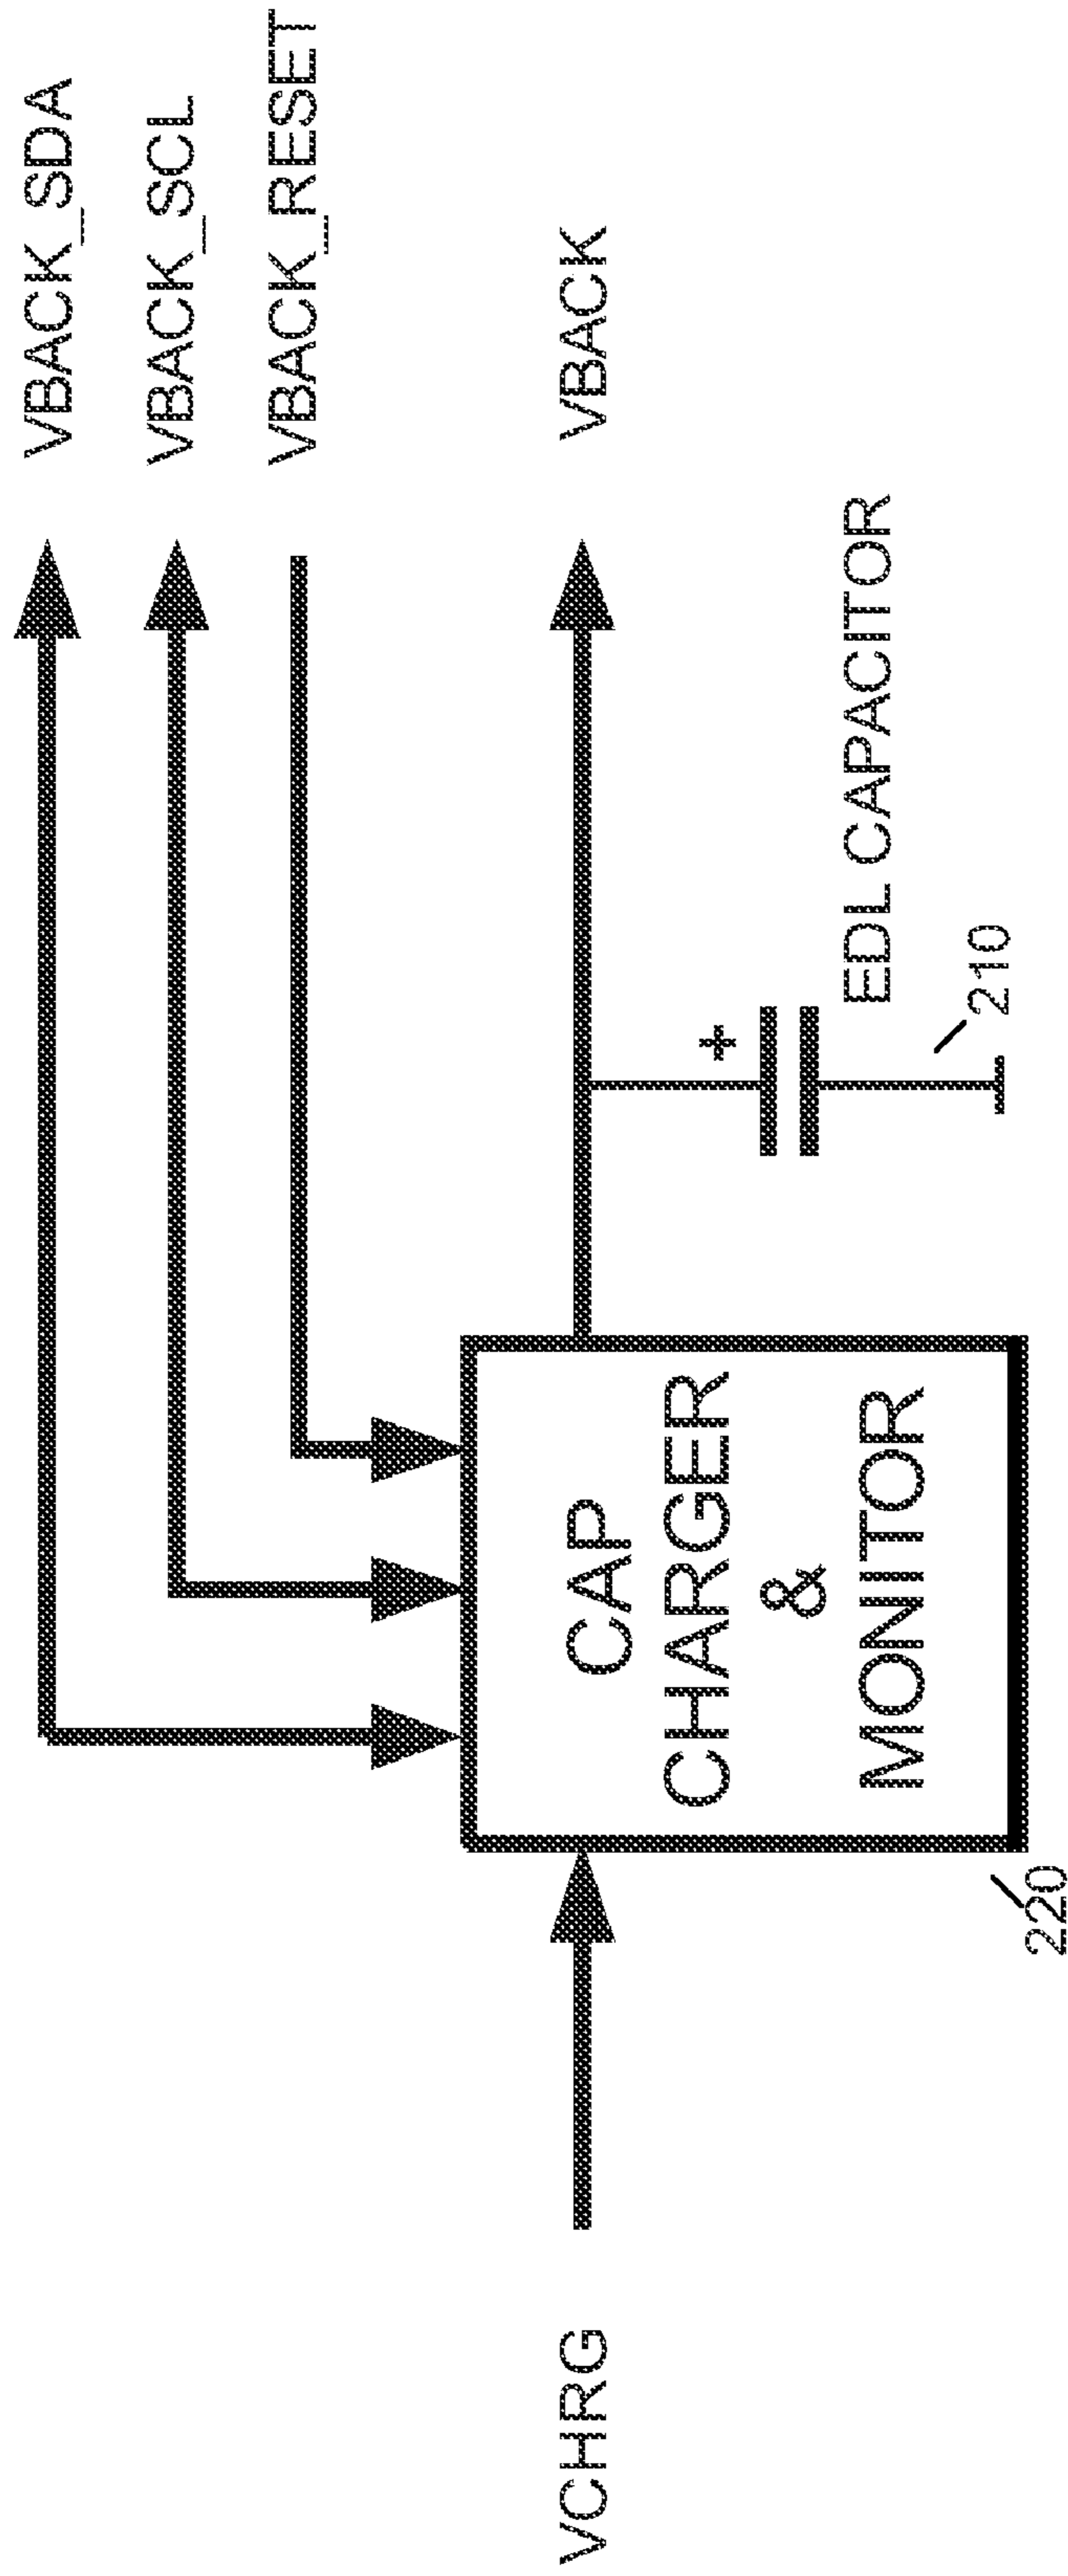 VBACK_SDA
VBACK_SCL
VBACK_RESET
VCHRG
CAP
CHARGER
&
MONITOR
VBACK
+
EDL CAPACITOR
210
220